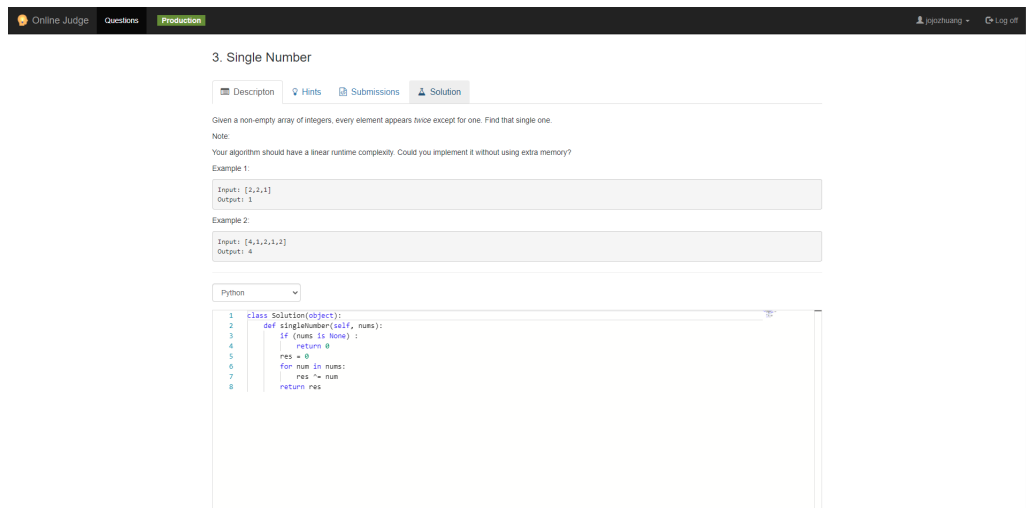 Online Judge Questions Production jojozhuang Log off
3. Single Number
Descripton Hints Submissions Solution
Given a non-empty array of integers, every element appears twice except for one. Find that single one.
Note:
Your algorithm should have a linear runtime complexity. Could you implement it without using extra memory?
Example 1:
Input: [2,2,1]
Output: 1
Example 2:
Input: [4,1,2,1,2]
Output: 4
Python
1 class Solution(object):
2     def singleNumber(self, nums):
3         if (nums is None) :
4             return 0
5         res = 0
6         for num in nums:
7             res ^= num
8         return res